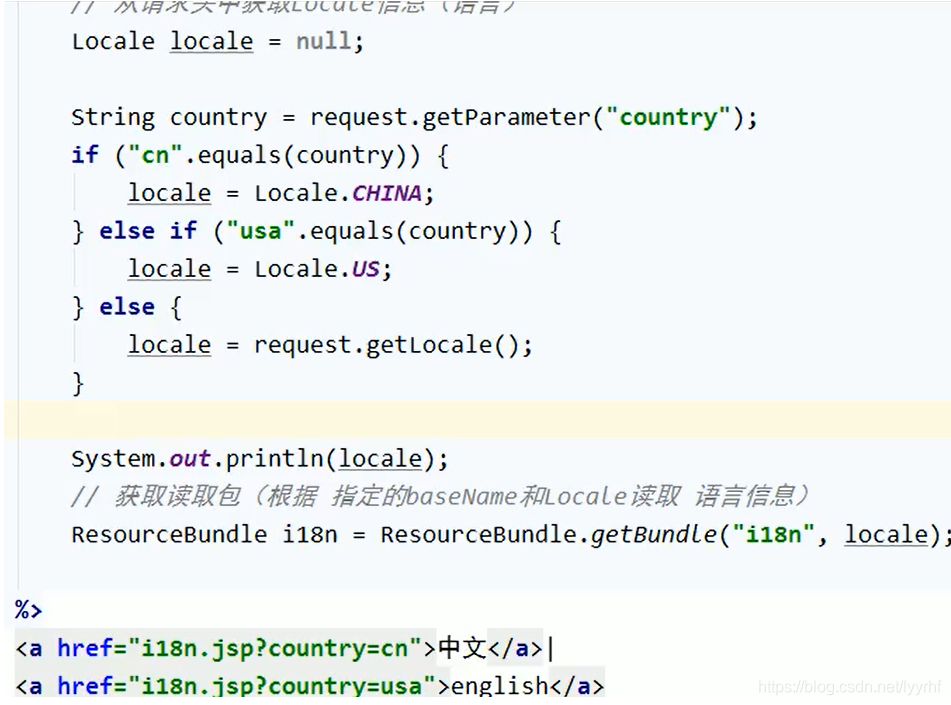 // 从请求头中获取Locale信息（语言）
Locale locale = null;
String country = request.getParameter("country");
if ("cn".equals(country)) {
locale = Locale.CHINA;
} else if ("usa".equals(country)) {
locale = Locale.US;
} else {
locale = request.getLocale();
}
System.out.println(locale);
// 获取读取包（根据 指定的baseName和Locale读取 语言信息）
ResourceBundle i18n = ResourceBundle.getBundle("i18n", locale);
%>
<a href="i18n.jsp?country=cn">中文</a>|
<a href="i18n.jsp?country=usa">english</a>
https://blog.csdn.net/lyyrhf